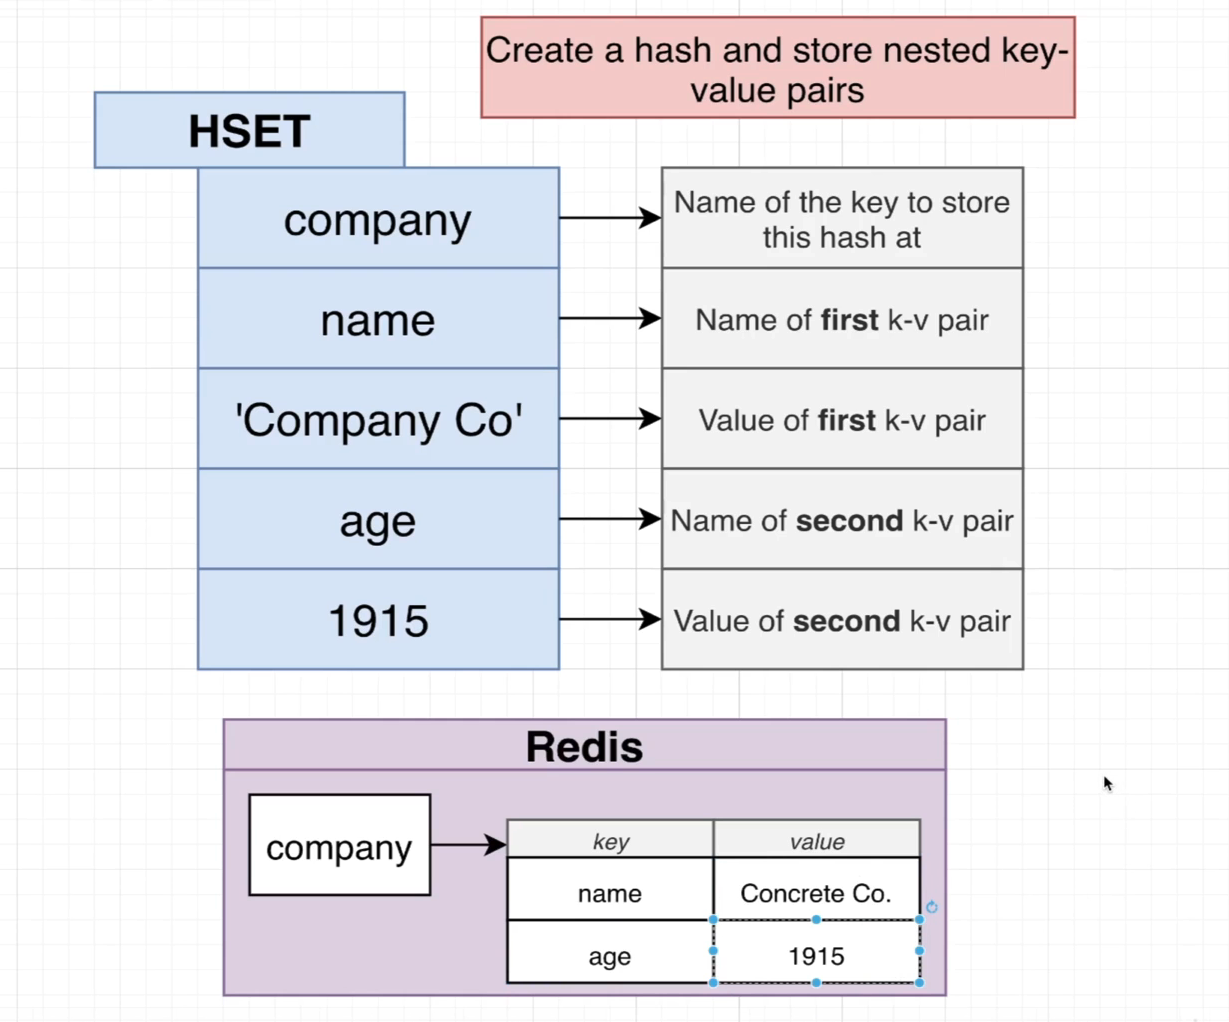 Create a hash and store nested key-
value pairs
HSET
company
Name of the key to store
this hash at
name
Name of first k-v pair
'Company Co'
Value of first k-v pair
age
Name of second k-v pair
1915
Value of second k-v pair
Redis
company
key
value
name
Concrete Co.
age
1915